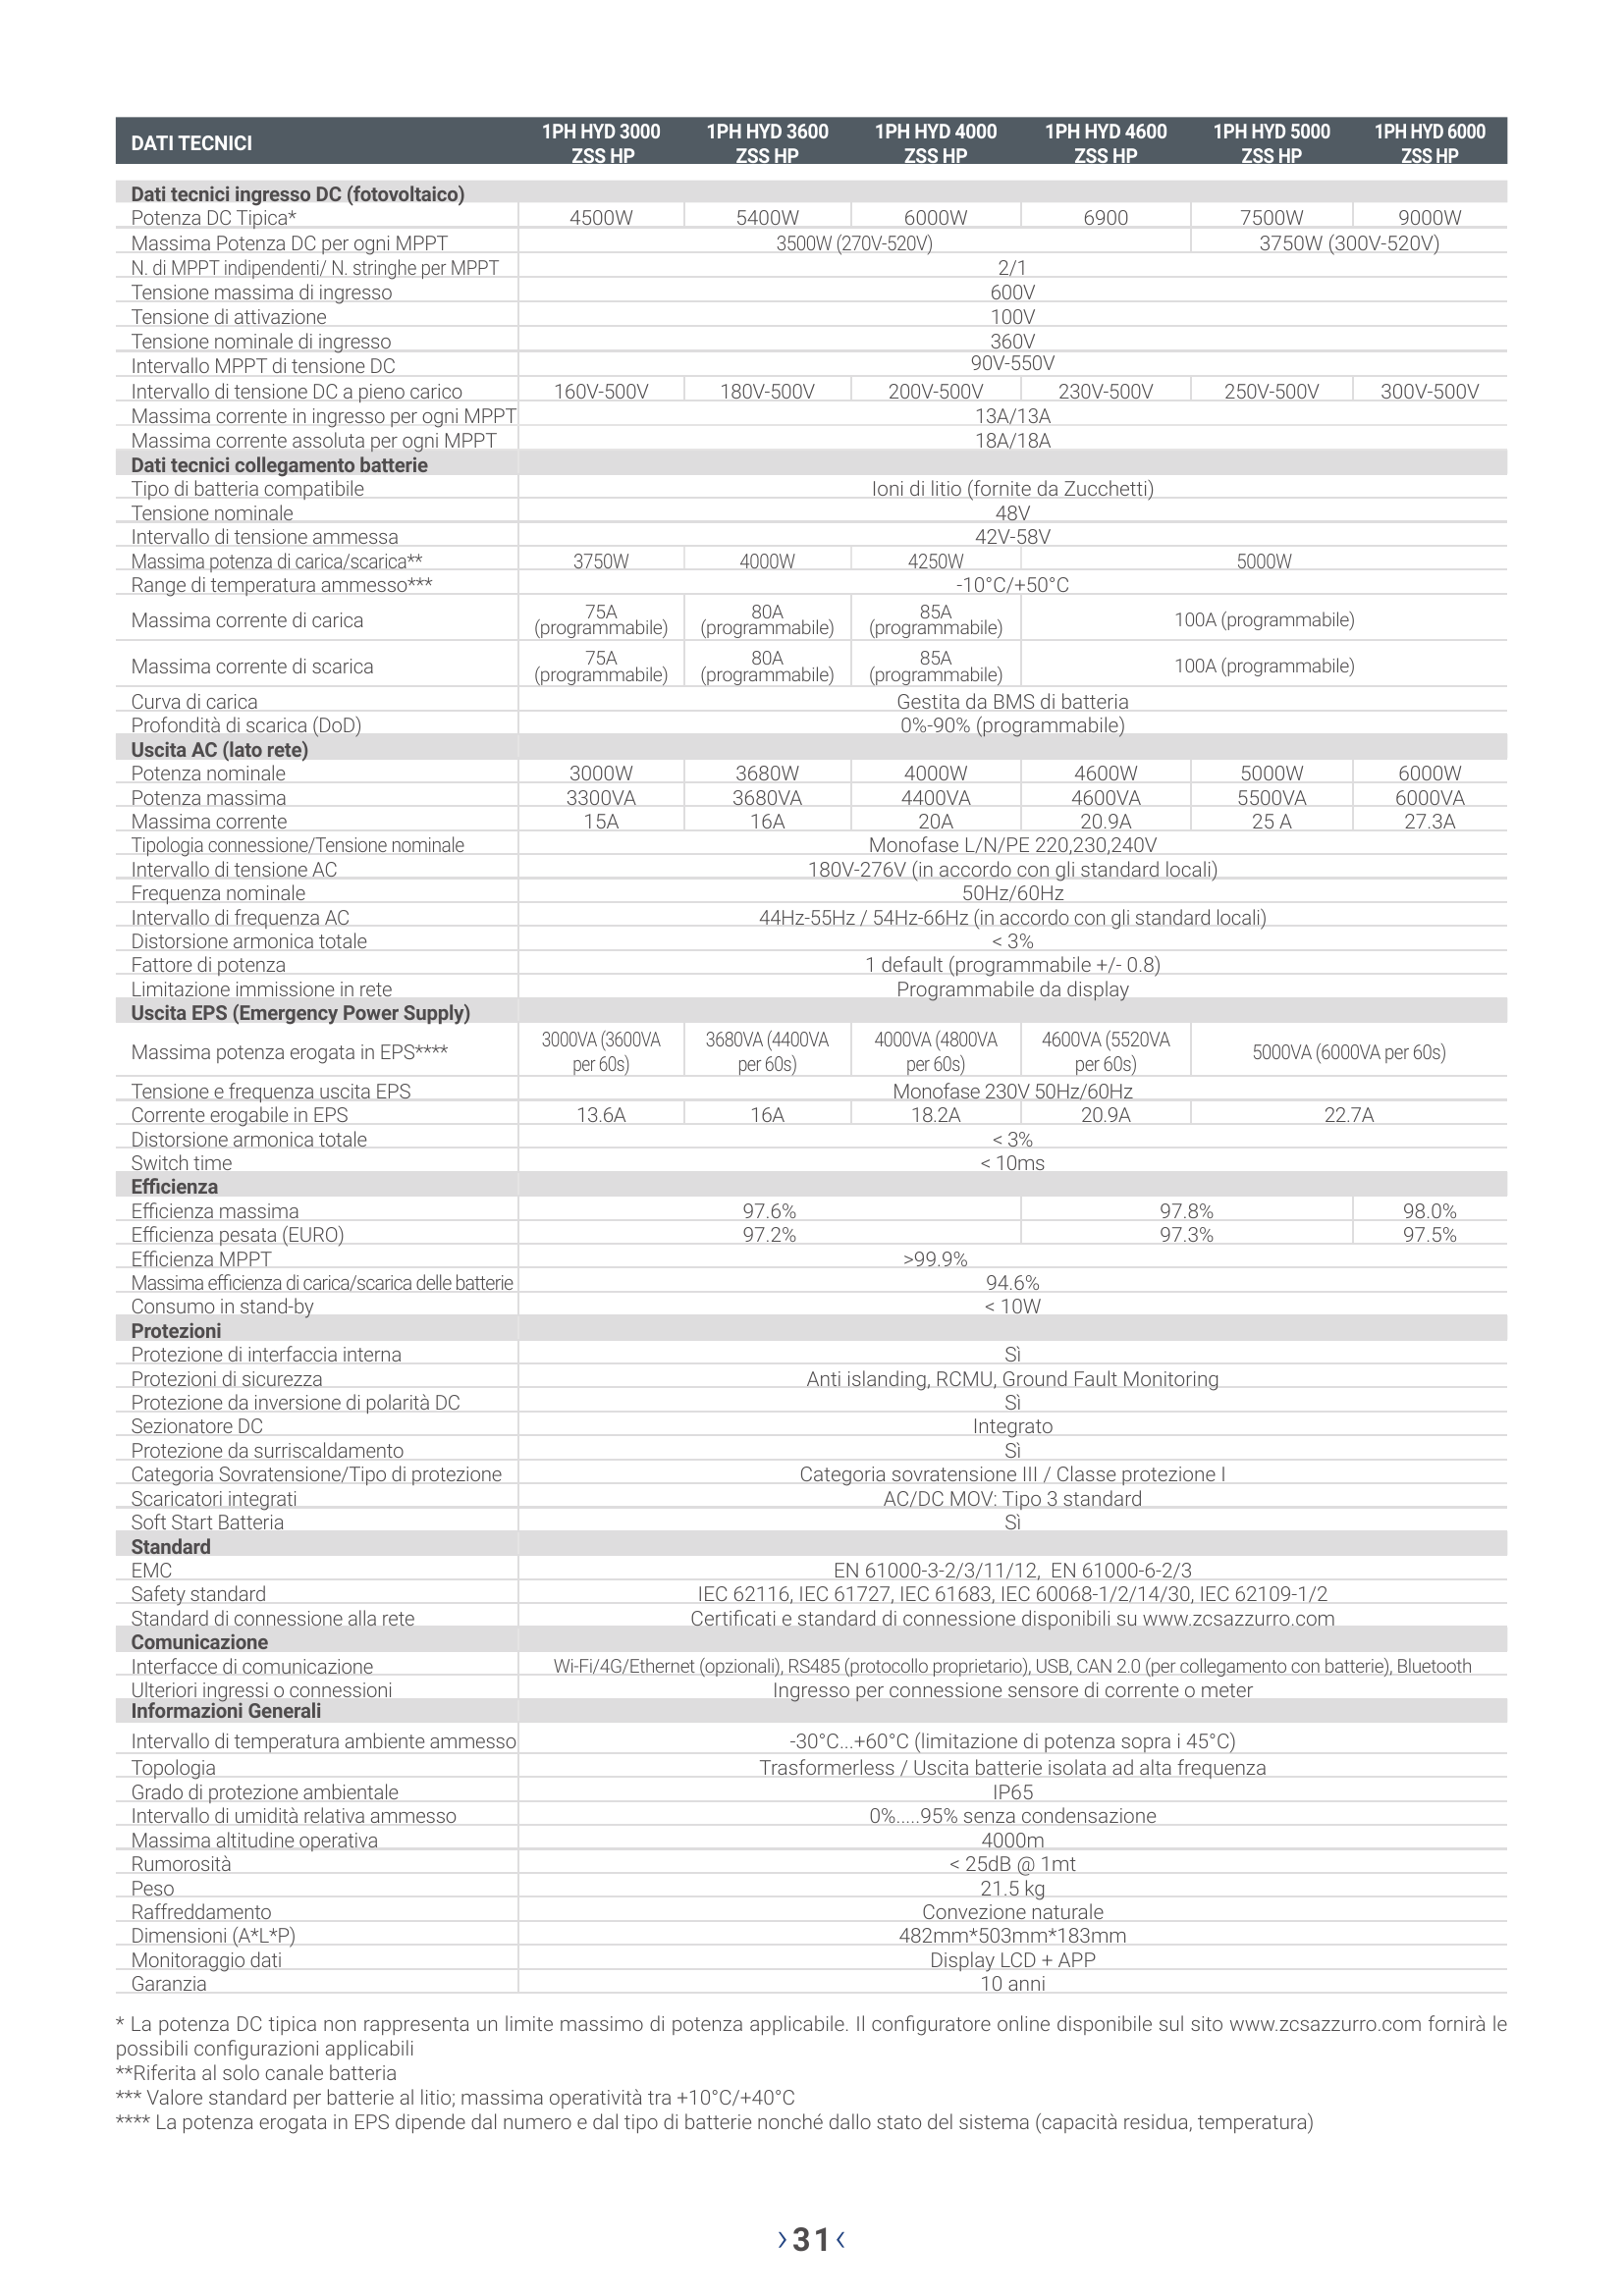 DATI TECNICI 1PH HYD 3000 ZSS HP 1PH HYD 3600 ZSS HP 1PH HYD 4000 ZSS HP 1PH HYD 4600 ZSS HP 1PH HYD 5000 ZSS HP 1PH HYD 6000 ZSS HP
Dati tecnici ingresso DC (fotovoltaico)
Potenza DC Tipica* 4500W 5400W 6000W 6900 7500W 9000W
Massima Potenza DC per ogni MPPT 3500W (270V-520V) 3750W (300V-520V)
N. di MPPT indipendenti/ N. stringhe per MPPT 2/1
Tensione massima di ingresso 600V
Tensione di attivazione 100V
Tensione nominale di ingresso 360V
Intervallo MPPT di tensione DC 90V-550V
Intervallo di tensione DC a pieno carico 160V-500V 180V-500V 200V-500V 230V-500V 250V-500V 300V-500V
Massima corrente in ingresso per ogni MPPT 13A/13A
Massima corrente assoluta per ogni MPPT 18A/18A
Dati tecnici collegamento batterie
Tipo di batteria compatibile Ioni di litio (fornite da Zucchetti)
Tensione nominale 48V
Intervallo di tensione ammessa 42V-58V
Massima potenza di carica/scarica** 3750W 4000W 4250W 5000W
Range di temperatura ammesso*** -10°C/+50°C
Massima corrente di carica 75A (programmabile) 80A (programmabile) 85A (programmabile) 100A (programmabile)
Massima corrente di scarica 75A (programmabile) 80A (programmabile) 85A (programmabile) 100A (programmabile)
Curva di carica Gestita da BMS di batteria
Profondità di scarica (DoD) 0%-90% (programmabile)
Uscita AC (lato rete)
Potenza nominale 3000W 3680W 4000W 4600W 5000W 6000W
Potenza massima 3300VA 3680VA 4400VA 4600VA 5500VA 6000VA
Massima corrente 15A 16A 20A 20.9A 25 A 27.3A
Tipologia connessione/Tensione nominale Monofase L/N/PE 220,230,240V
Intervallo di tensione AC 180V-276V (in accordo con gli standard locali)
Frequenza nominale 50Hz/60Hz
Intervallo di frequenza AC 44Hz-55Hz / 54Hz-66Hz (in accordo con gli standard locali)
Distorsione armonica totale < 3%
Fattore di potenza 1 default (programmabile +/- 0.8)
Limitazione immissione in rete Programmabile da display
Uscita EPS (Emergency Power Supply)
Massima potenza erogata in EPS**** 3000VA (3600VA per 60s) 3680VA (4400VA per 60s) 4000VA (4800VA per 60s) 4600VA (5520VA per 60s) 5000VA (6000VA per 60s)
Tensione e frequenza uscita EPS Monofase 230V 50Hz/60Hz
Corrente erogabile in EPS 13.6A 16A 18.2A 20.9A 22.7A
Distorsione armonica totale < 3%
Switch time < 10ms
Efficienza
Efficienza massima 97.6% 97.8% 98.0%
Efficienza pesata (EURO) 97.2% 97.3% 97.5%
Efficienza MPPT >99.9%
Massima efficienza di carica/scarica delle batterie 94.6%
Consumo in stand-by < 10W
Protezioni
Protezione di interfaccia interna Sì
Protezioni di sicurezza Anti islanding, RCMU, Ground Fault Monitoring
Protezione da inversione di polarità DC Sì
Sezionatore DC Integrato
Protezione da surriscaldamento Sì
Categoria Sovratensione/Tipo di protezione Categoria sovratensione III / Classe protezione I
Scaricatori integrati AC/DC MOV: Tipo 3 standard
Soft Start Batteria Sì
Standard
EMC EN 61000-3-2/3/11/12, EN 61000-6-2/3
Safety standard IEC 62116, IEC 61727, IEC 61683, IEC 60068-1/2/14/30, IEC 62109-1/2
Standard di connessione alla rete Certificati e standard di connessione disponibili su www.zcsazzurro.com
Comunicazione
Interfacce di comunicazione Wi-Fi/4G/Ethernet (opzionali), RS485 (protocollo proprietario), USB, CAN 2.0 (per collegamento con batterie), Bluetooth
Ulteriori ingressi o connessioni Ingresso per connessione sensore di corrente o meter
Informazioni Generali
Intervallo di temperatura ambiente ammesso -30°C...+60°C (limitazione di potenza sopra i 45°C)
Topologia Trasformerless / Uscita batterie isolata ad alta frequenza
Grado di protezione ambientale IP65
Intervallo di umidità relativa ammesso 0%.....95% senza condensazione
Massima altitudine operativa 4000m
Rumorosità < 25dB @ 1mt
Peso 21.5 kg
Raffreddamento Convezione naturale
Dimensioni (A*L*P) 482mm*503mm*183mm
Monitoraggio dati Display LCD + APP
Garanzia 10 anni
* La potenza DC tipica non rappresenta un limite massimo di potenza applicabile. Il configuratore online disponibile sul sito www.zcsazzurro.com fornirà le
possibili configurazioni applicabili
**Riferita al solo canale batteria
*** Valore standard per batterie al litio; massima operatività tra +10°C/+40°C
**** La potenza erogata in EPS dipende dal numero e dal tipo di batterie nonché dallo stato del sistema (capacità residua, temperatura)
›31‹